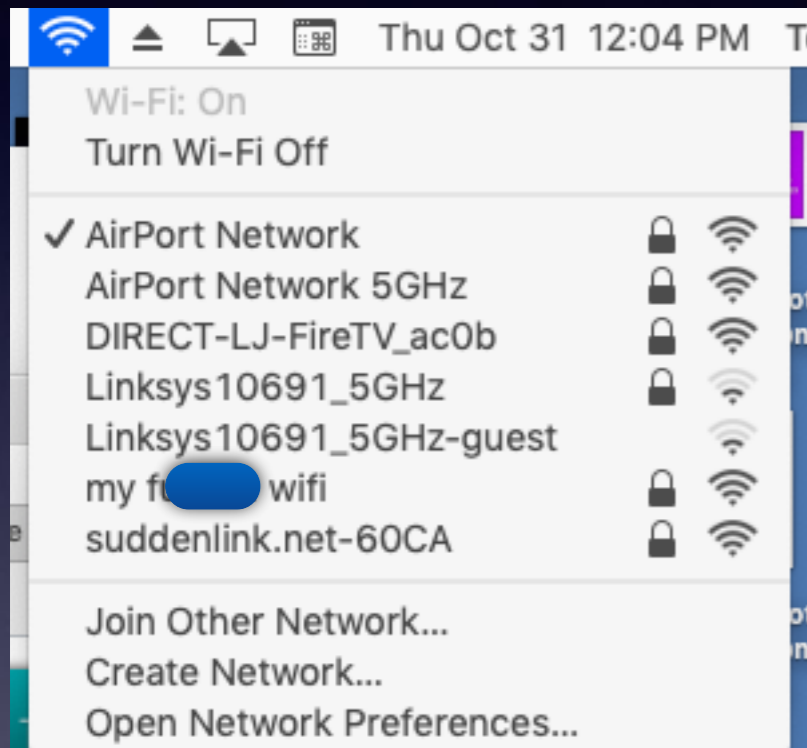 Thu Oct 31 12:04 PM
Wi-Fi: On
Turn Wi-Fi Off
AirPort Network
AirPort Network 5GHz
DIRECT-LJ-FireTV_ac0b
Linksys10691_5GHz
Linksys10691_5GHz-guest
my wifi
suddenlink.net-60CA
Join Other Network...
Create Network...
Open Network Preferences...